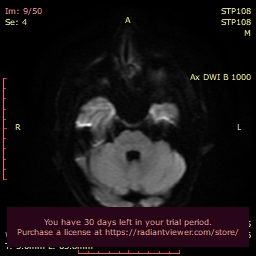 Im: 9/50
Se: 4
A
STP108
STP108
M
Ax DWI B 1000
R
L
You have 30 days left in your trial period.
Purchase a license at https://radiantviewer.com/store/